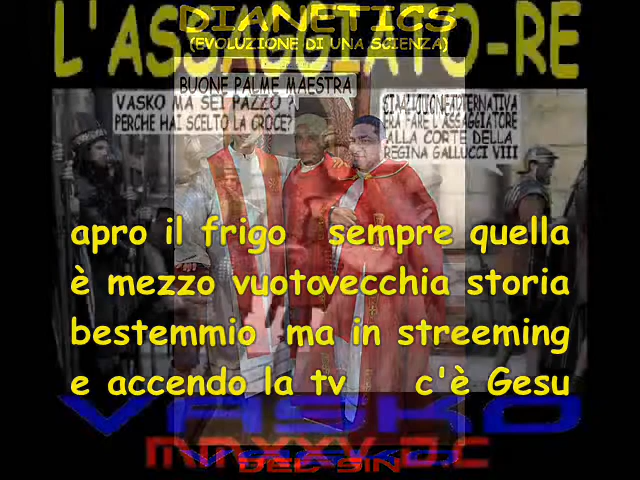 DIANETICS
L'ASSAGGIATO-RE
(EVOLUZIONE DI UNA SCIENZA)
BUONE PALME MAESTRA
VASKO MA SEI PAZZO ?
PERCHE HAI SCELTO LA CROCE?
ERA FARE L'ASSAGGIATORE
ALLA CORTE DELLA
REGINA GALLUCCI VIII
apro il frigo sempre quella
è mezzo vuotovecchia storia
bestemmio ma in streeming
e accendo la tv c'è Gesu
VASKO
DEL SIN